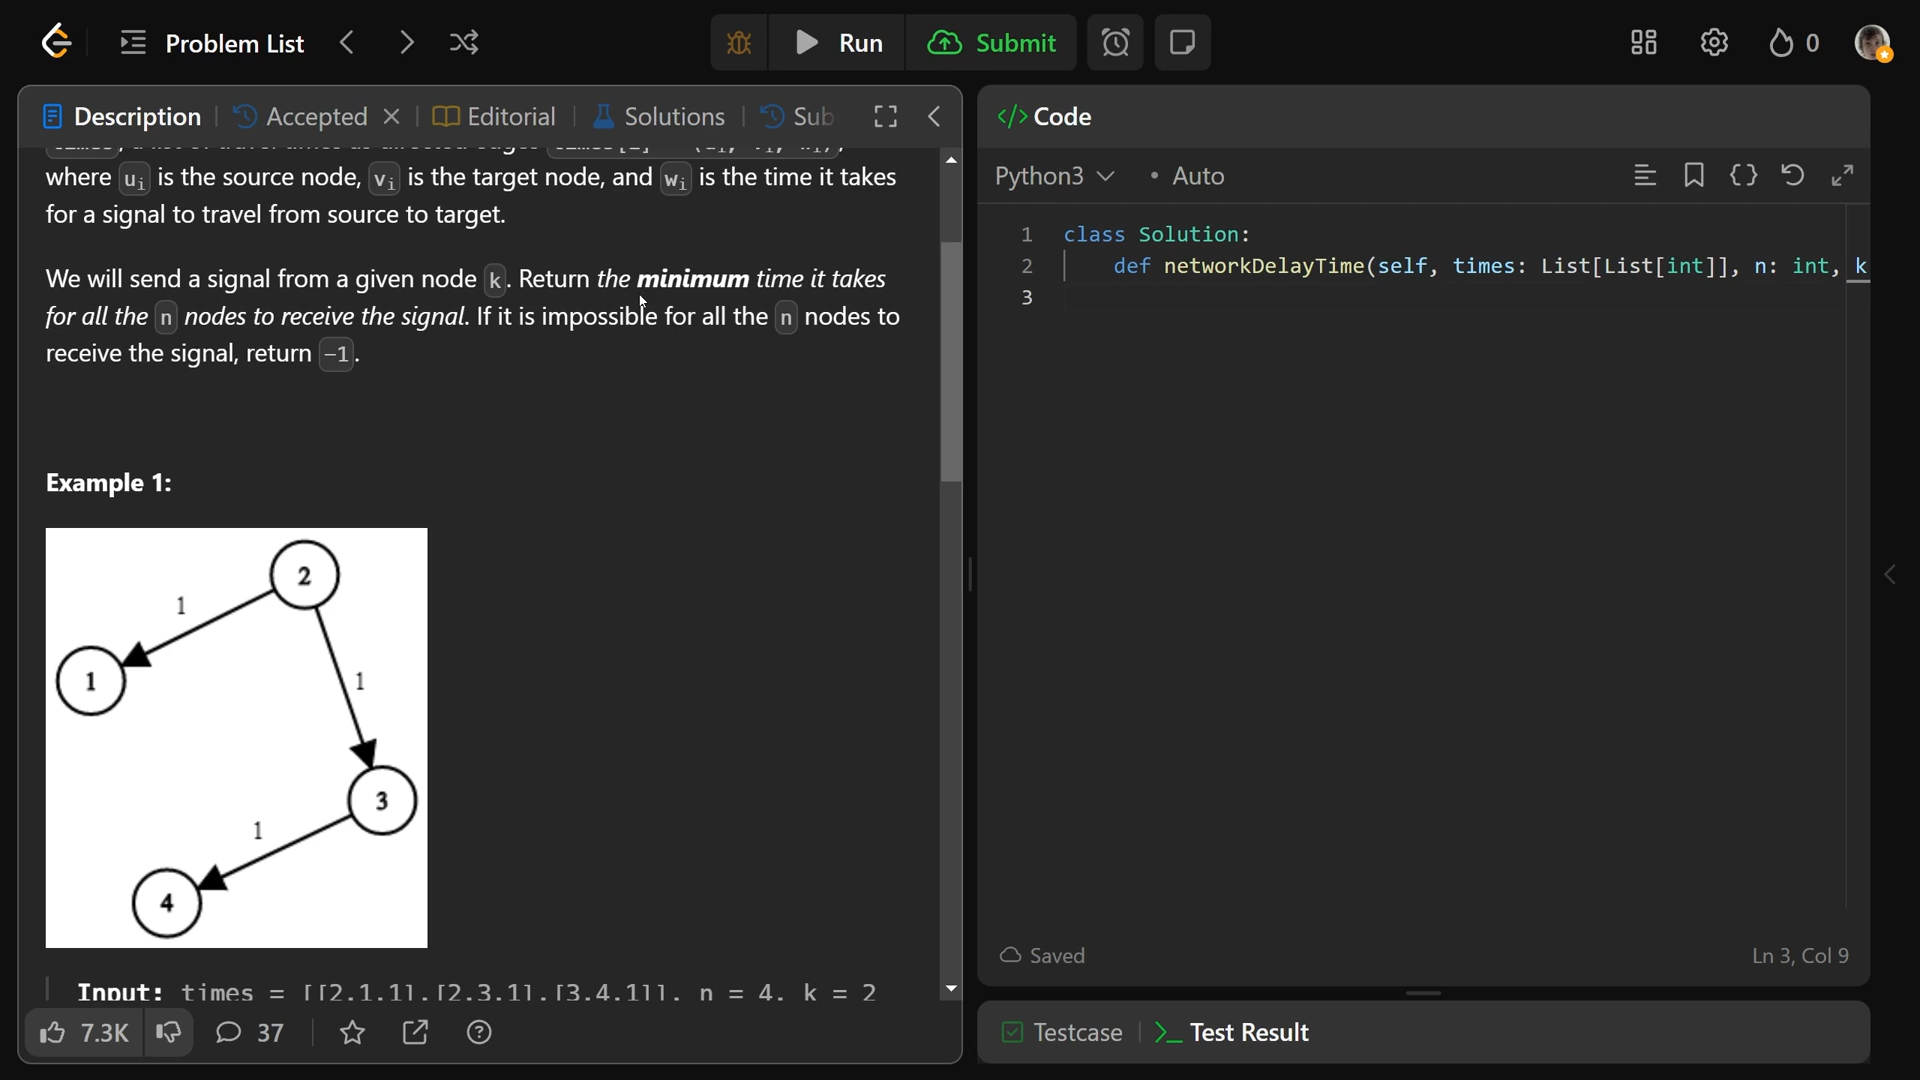 Problem List
Run
Submit
0
Description
Accepted
Editorial
Solutions
Sub
where ui is the source node, vi is the target node, and wi is the time it takes
for a signal to travel from source to target.
We will send a signal from a given node k. Return the minimum time it takes
for all the n nodes to receive the signal. If it is impossible for all the n nodes to
receive the signal, return -1.
Example 1:
2
1
1
1
3
1
4
Input: times = [[2,1,1],[2,3,1],[3,4,1]], n = 4, k = 2
7.3K
37
</> Code
Python3
• Auto
1 class Solution:
2 def networkDelayTime(self, times: List[List[int]], n: int, k
3
Saved
Ln 3, Col 9
Testcase
Test Result